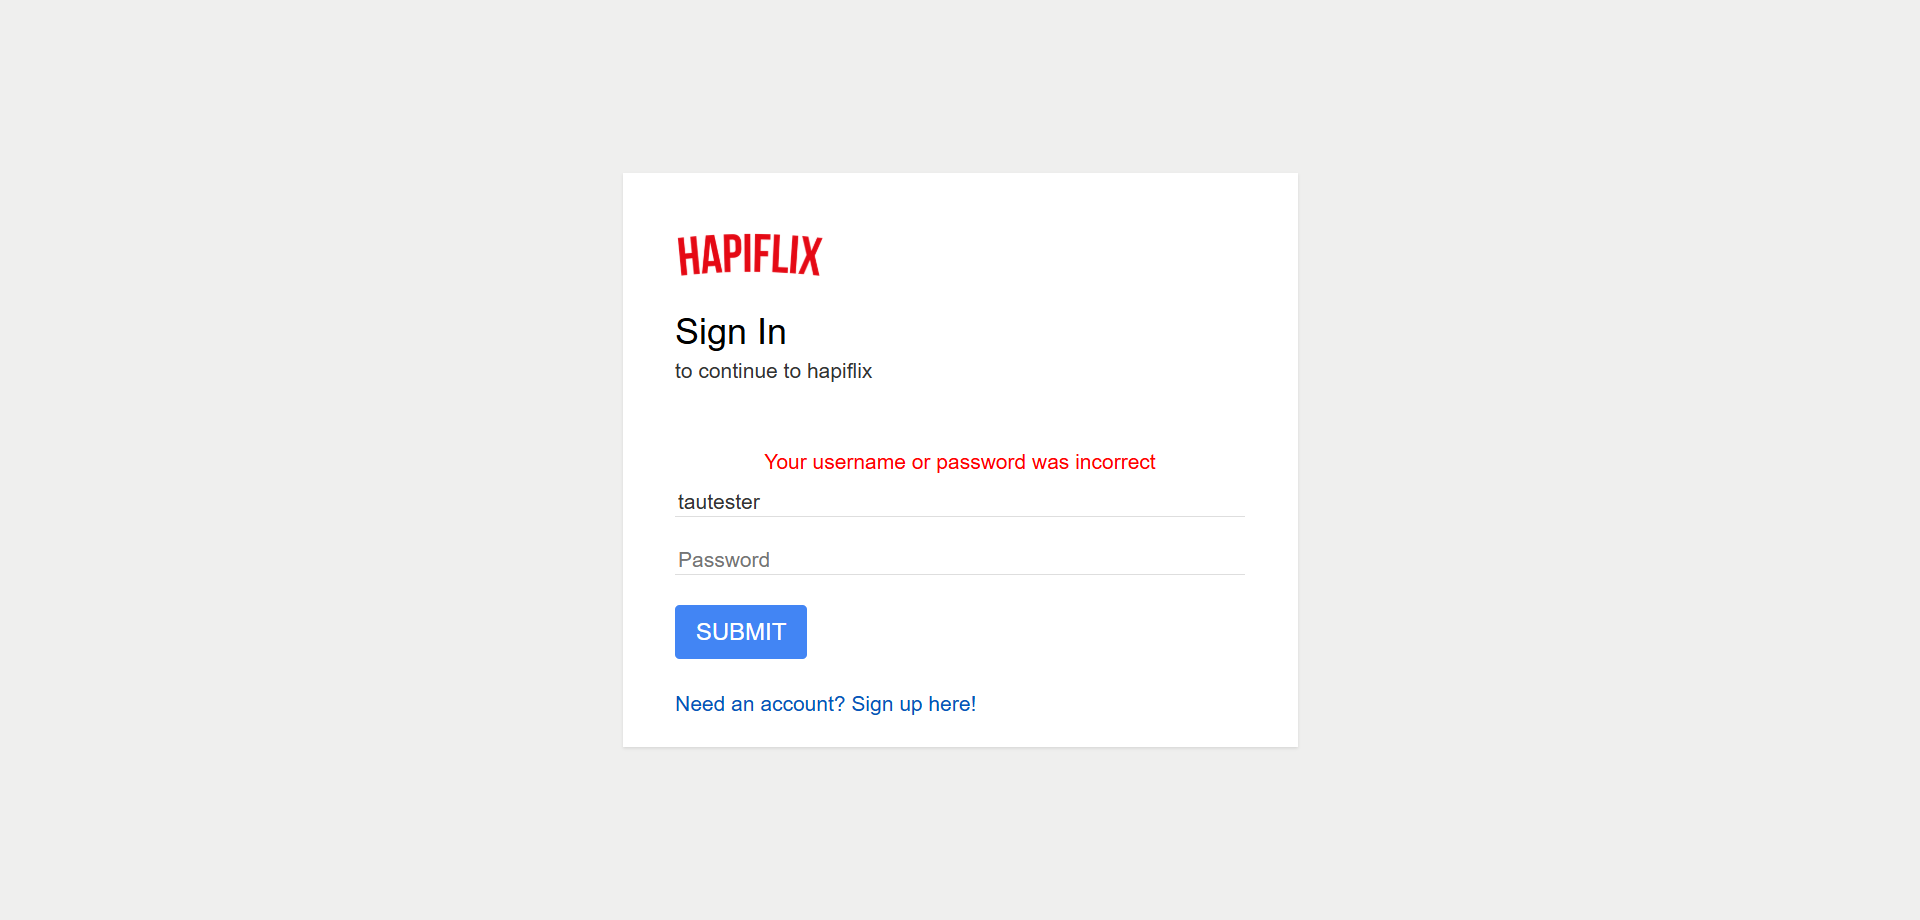 HAPIFLIX
Sign In
to continue to hapiflix
Your username or password was incorrect
tautester
Password
SUBMIT
Need an account? Sign up here!